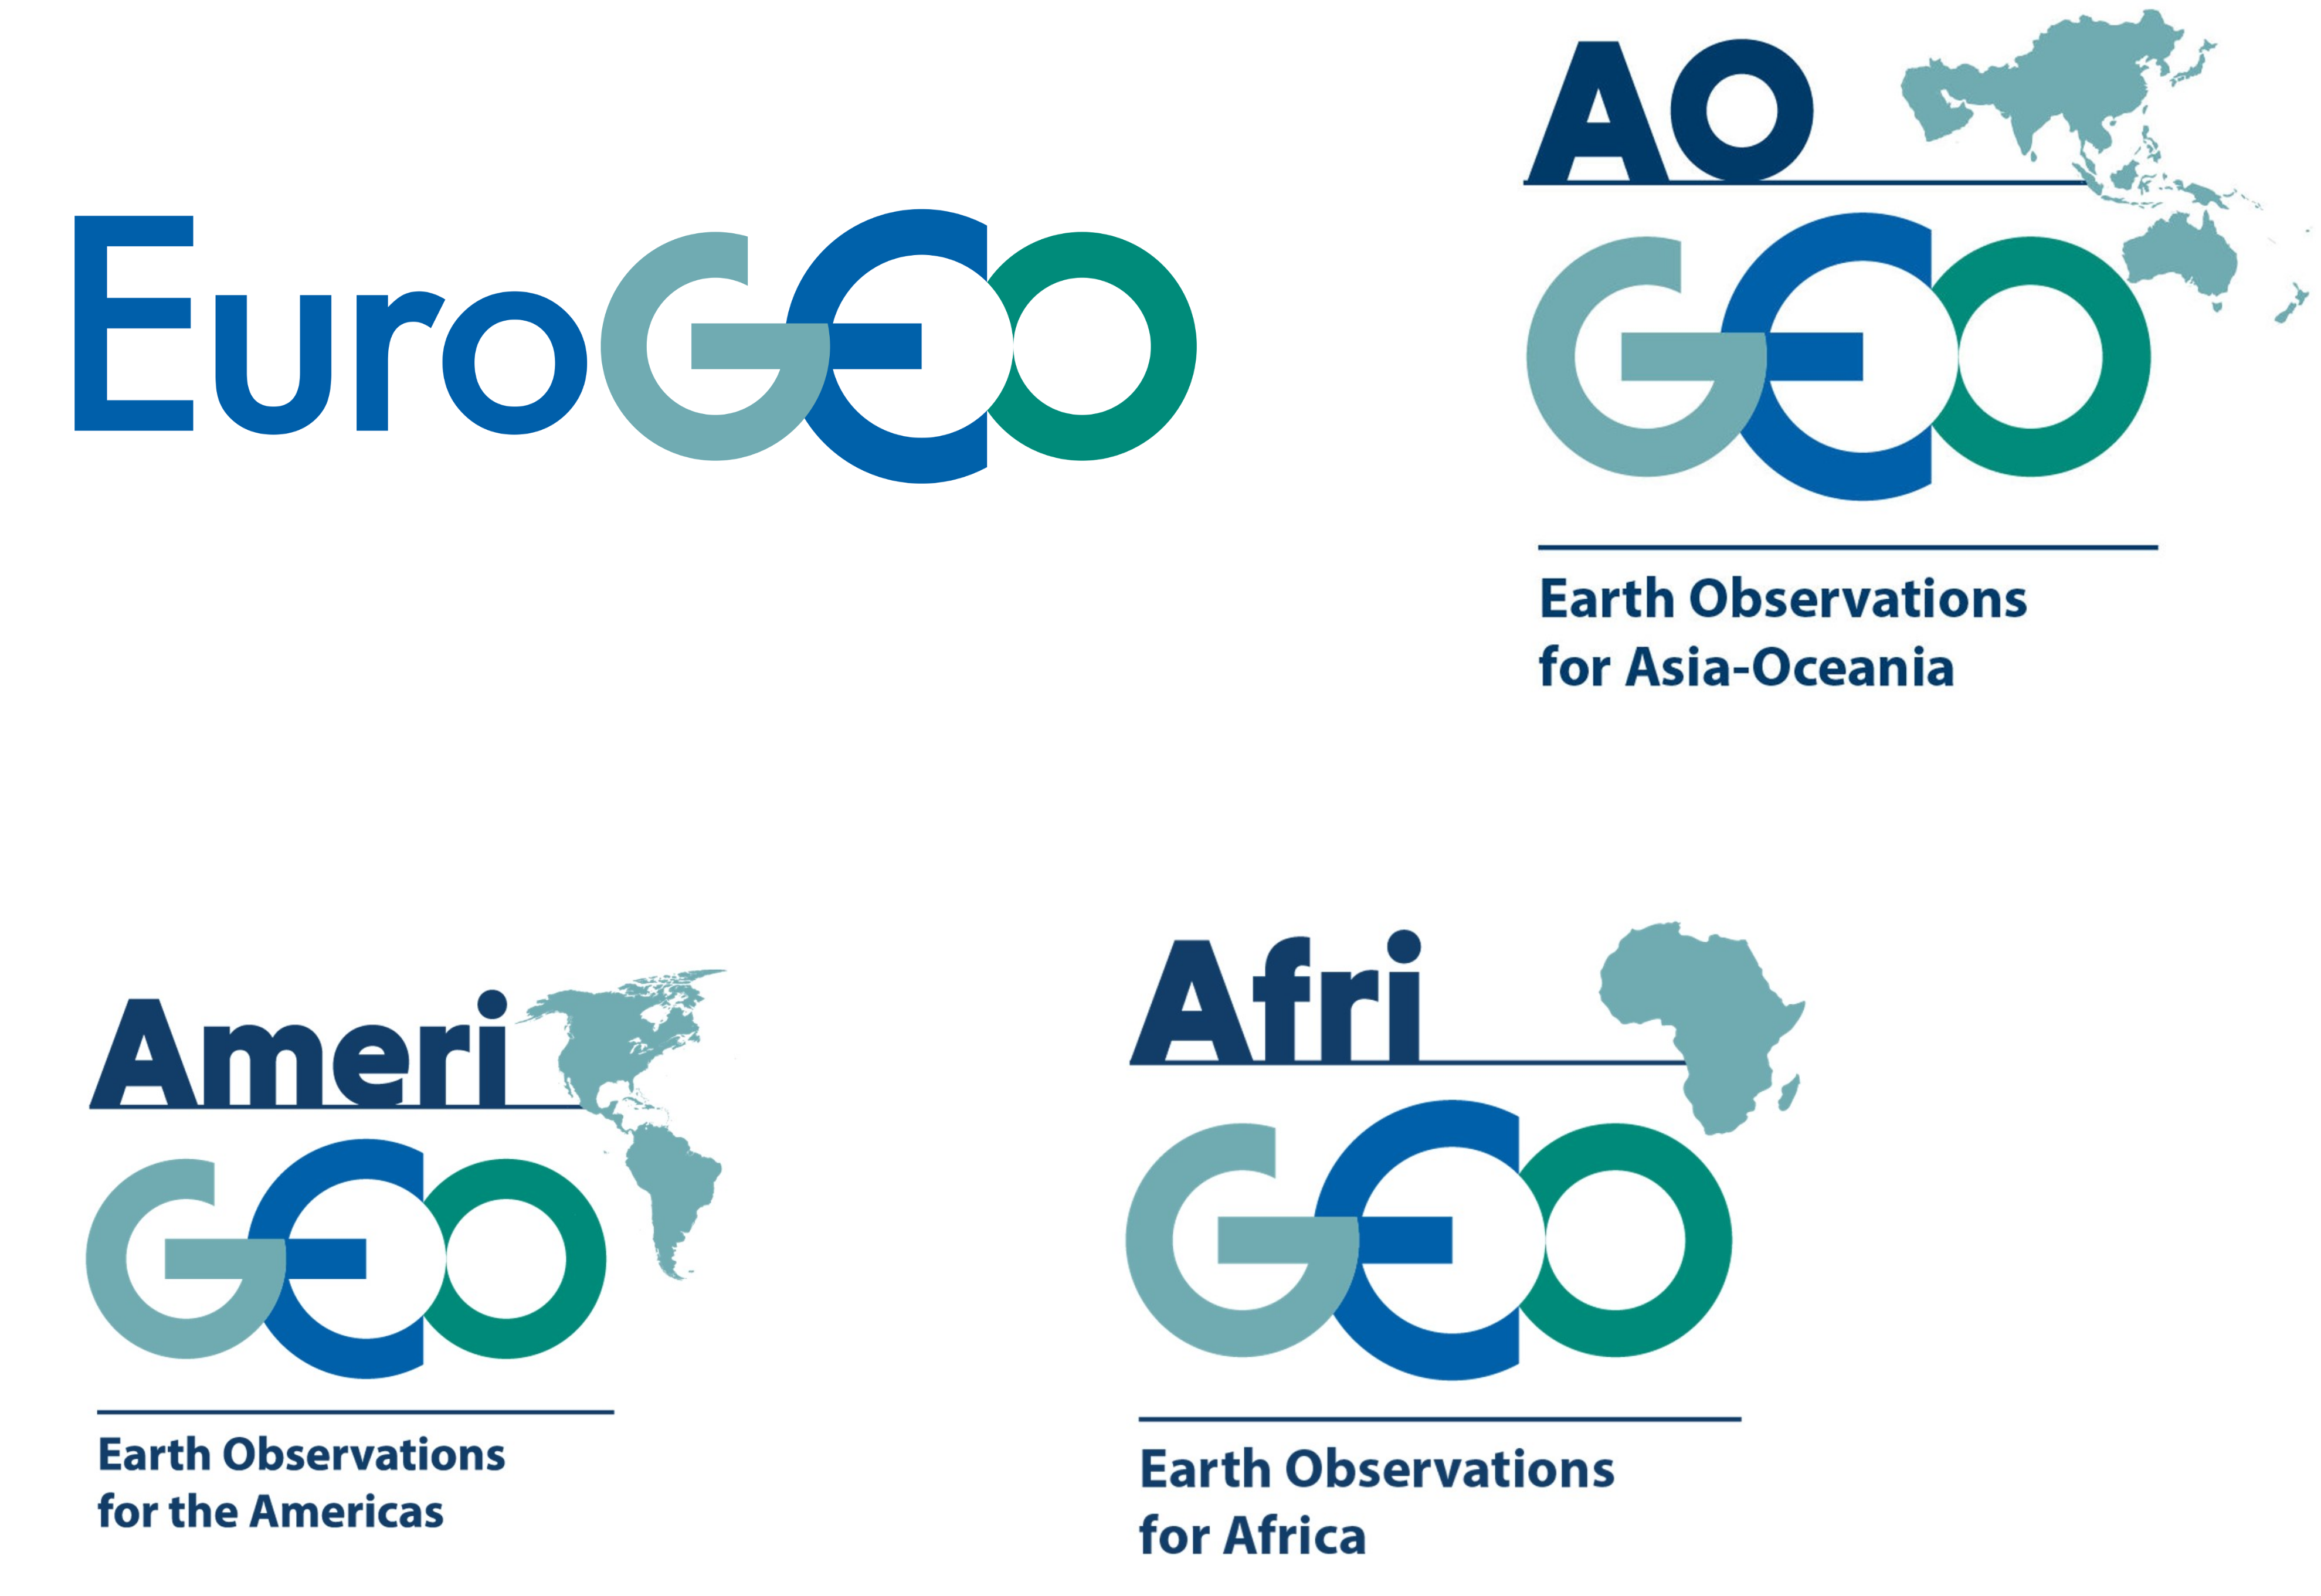 EuroGEO
AO
GEO
Earth Observations
for Asia-Oceania
Ameri
GEO
Earth Observations
for the Americas
Afri
GEO
Earth Observations
for Africa